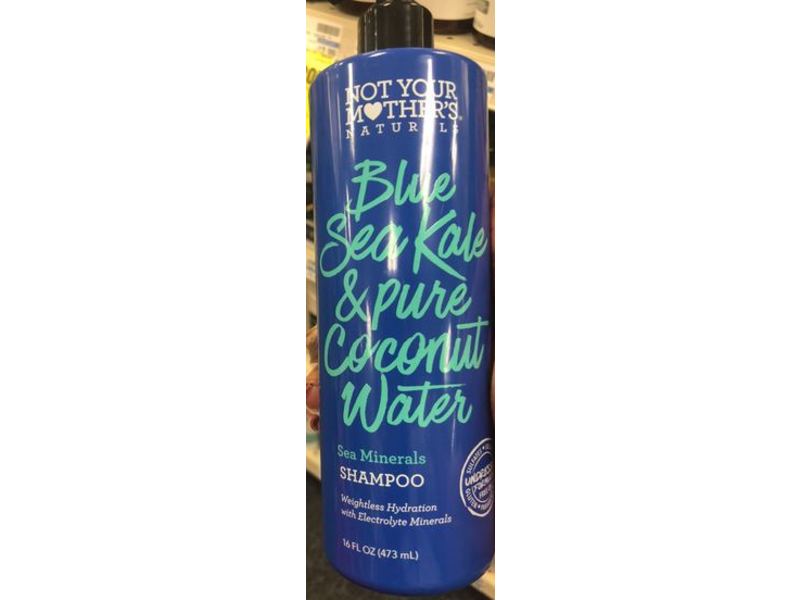 NOT YOUR
MOTHER'S
NATURALS
Blue
Sea Kale
& pure
Coconut
Water
Sea Minerals
SHAMPOO
Weightless Hydration
with Electrolyte Minerals
16 FL OZ (473 mL)